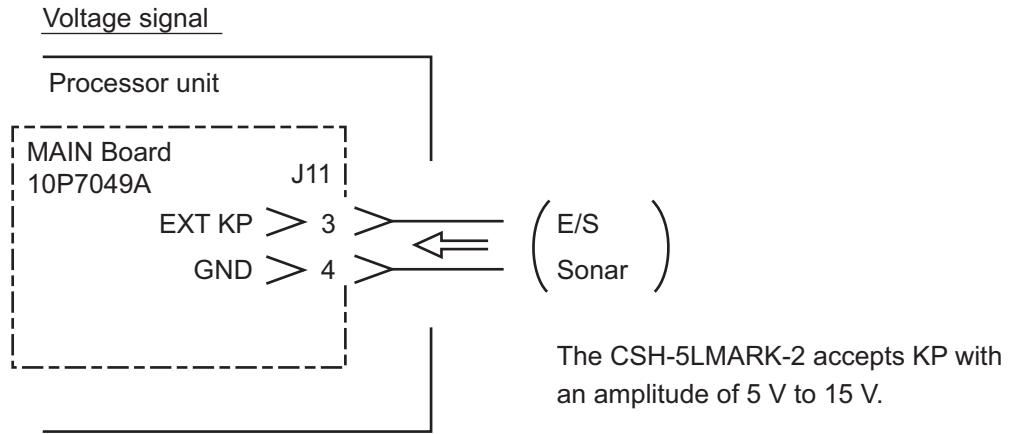 Voltage signal
Processor unit
MAIN Board
10P7049A
J11
EXT KP 3
GND 4
E/S
Sonar
The CSH-5LMARK-2 accepts KP with
an amplitude of 5 V to 15 V.